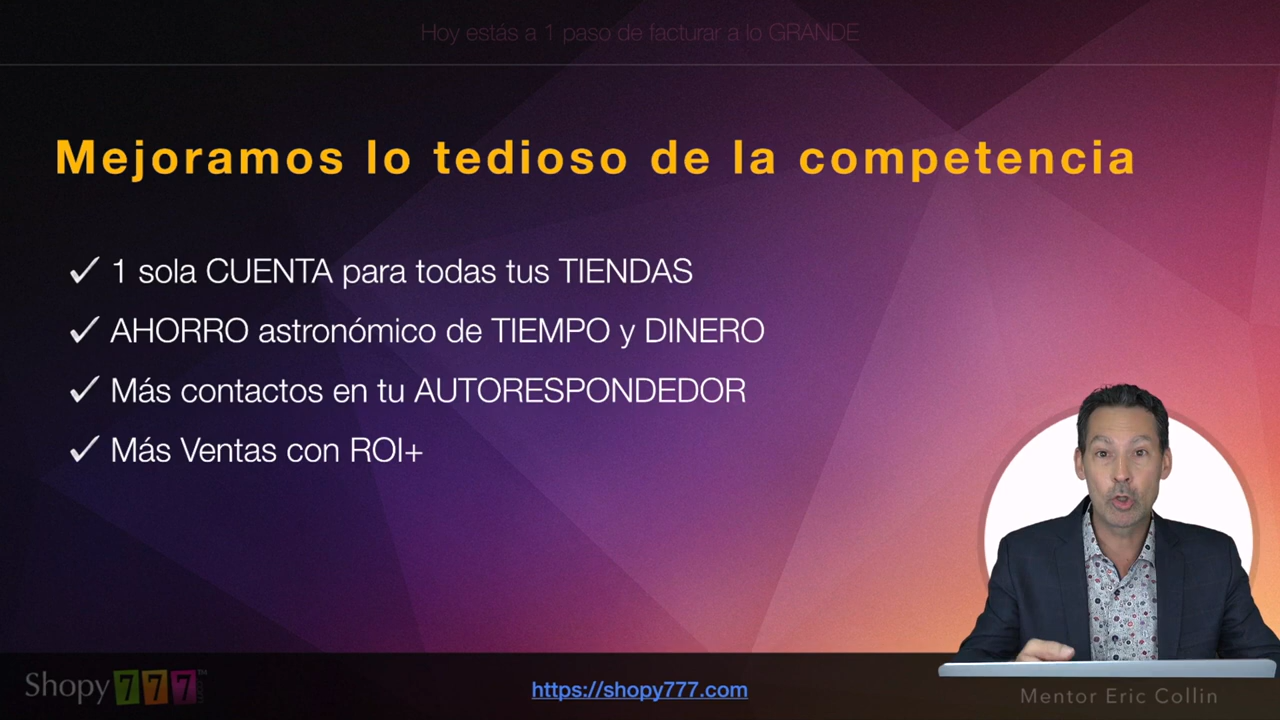 Hoy estás a 1 paso de facturar a lo GRANDE
Mejoramos lo tedioso de la competencia
✓ 1 sola CUENTA para todas tus TIENDAS
✓ AHORRO astronómico de TIEMPO y DINERO
✓ Más contactos en tu AUTORESPONDEDOR
✓ Más Ventas con ROI+
Shopy777™
https://shopy777.com
Mentor Eric Collin